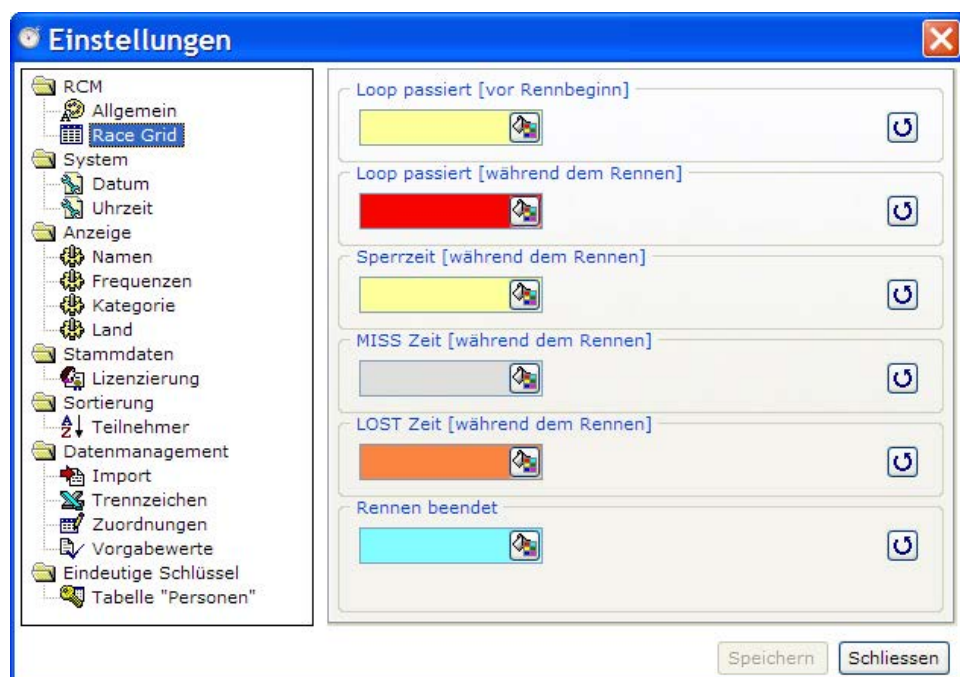 Einstellungen
RCM
Allgemein
Race Grid
System
Datum
Uhrzeit
Anzeige
Namen
Frequenzen
Kategorie
Land
Stammdaten
Lizenzierung
Sortierung
Teilnehmer
Datenmanagement
Import
Trennzeichen
Zuordnungen
Vorgabewerte
Eindeutige Schlüssel
Tabelle "Personen"
Loop passiert [vor Rennbeginn]
Loop passiert [während dem Rennen]
Sperrzeit [während dem Rennen]
MISS Zeit [während dem Rennen]
LOST Zeit [während dem Rennen]
Rennen beendet
Speichern
Schliessen